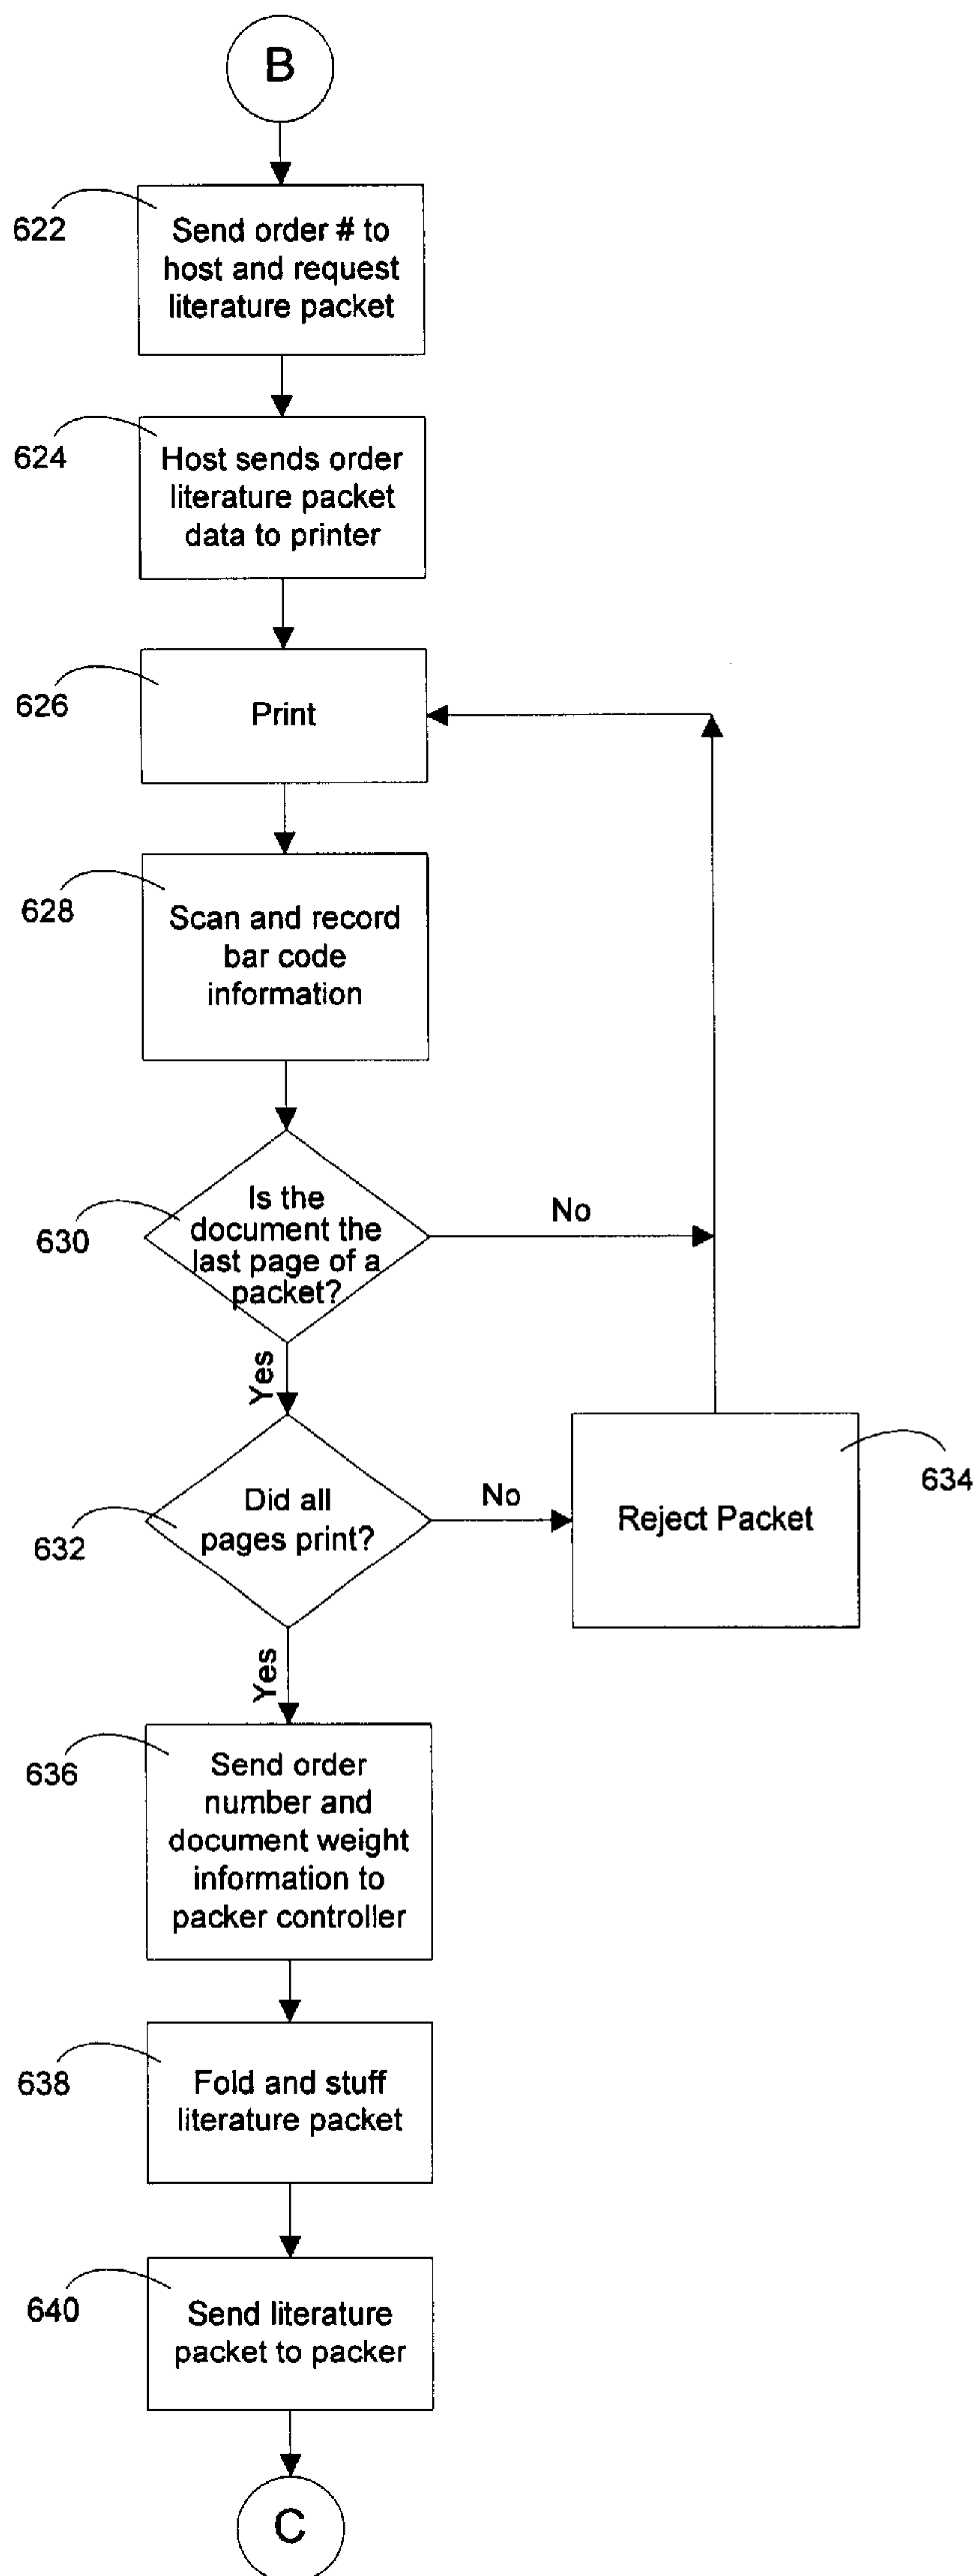 B
622
Send order # to
host and request
literature packet
624
Host sends order
literature packet
data to printer
626
Print
628
Scan and record
bar code
information
630
Is the
document the
last page of a
packet?
No
Yes
632
Did all
pages print?
No
Reject Packet
634
Yes
636
Send order
number and
document weight
information to
packer controller
638
Fold and stuff
literature packet
640
Send literature
packet to packer
C